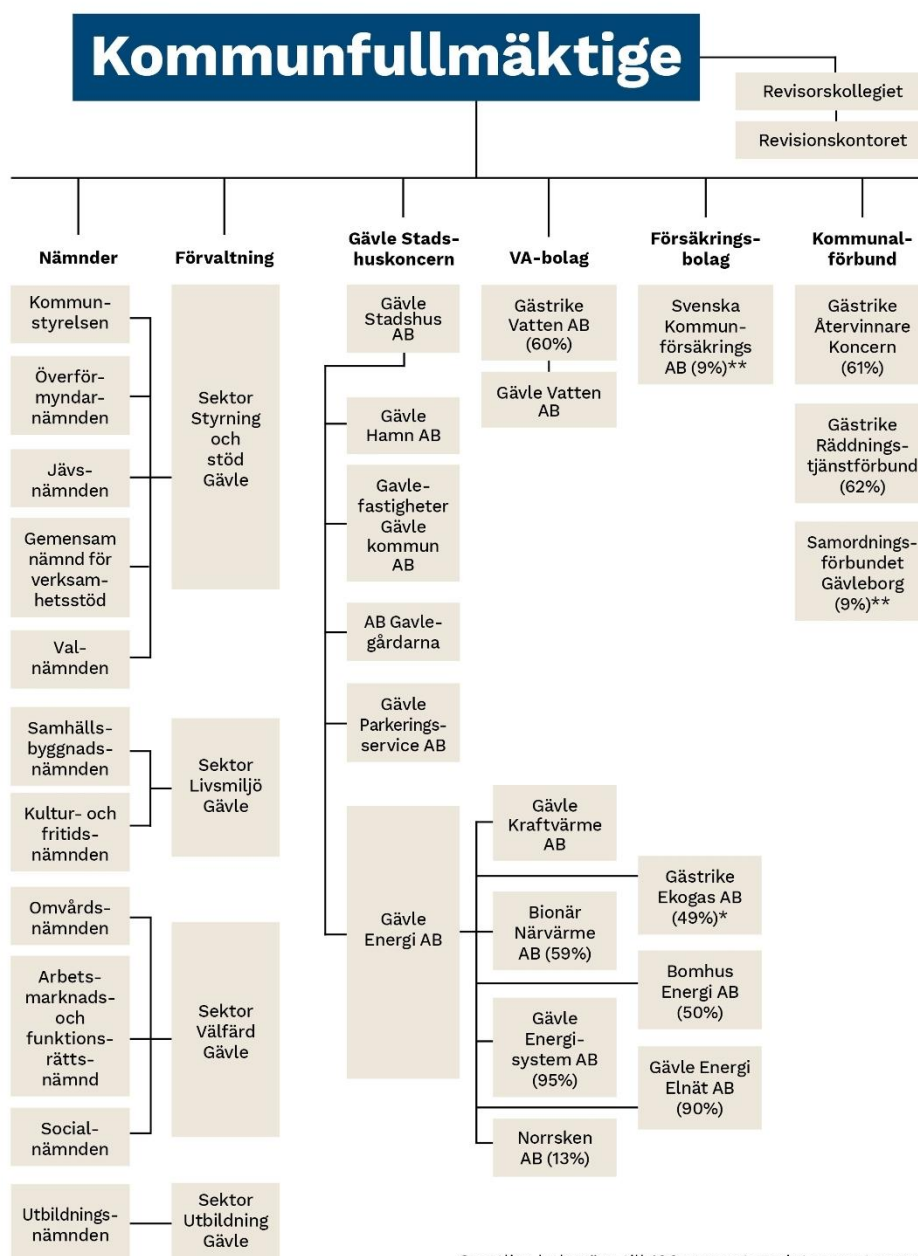 Kommunfullmäktige
Revisorskollegiet
Revisionskontoret
Nämnder
Kommun-
styrelsen
Överför-
myndar-
nämnden
Jävs-
nämnden
Gemensam
nämnd för
verksam-
hetsstöd
Val-
nämnden
Samhälls-
byggnads-
nämnden
Kultur- och
fritids-
nämnden
Omvårds-
nämnden
Arbets-
marknads-
och
funktions-
rätts-
nämnd
Social-
nämnden
Utbildnings-
nämnden
Förvaltning
Sektor
Styrning
och
stöd
Gävle
Sektor
Livsmiljö
Gävle
Sektor
Välfärd
Gävle
Sektor
Utbildning
Gävle
Gävle Stads-
huskoncern
Gävle
Stadshus
AB
Gävle
Hamn AB
Gavle-
fastigheter
Gävle
kommun
AB
AB Gavle-
gårdarna
Gävle
Parkerings-
service AB
Gävle
Energi AB
VA-bolag
Gästrike
Vatten AB
(60%)
Gävle Vatten
AB
Gävle
Kraftvärme
AB
Bionär
Närvärme
AB (59%)
Gävle
Energi-
system AB
(95%)
Norrsken
AB (13%)
Försäkrings-
bolag
Svenska
Kommun-
försäkrings
AB (9%)**
Gästrike
Ekogas AB
(49%)*
Bomhus
Energi AB
(50%)
Gävle Energi
Elnät AB
(90%)
Kommunal-
förbund
Gästrike
Återvinnare
Koncern
(61%)
Gästrike
Räddnings-
tjänstförbund
(62%)
Samordnings-
förbundet
Gävleborg
(9%)**